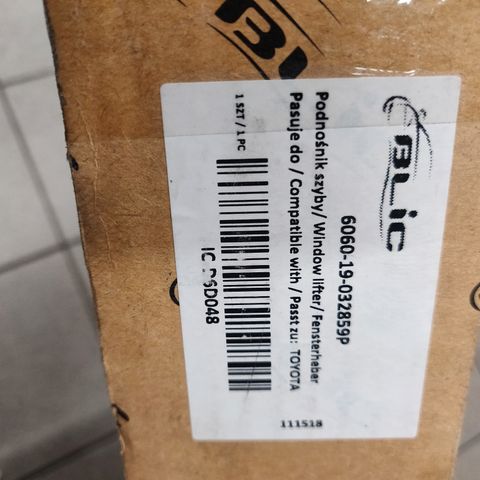 BLIC
BLIC
6060-19-032859P
Podnośnik szyby/ Window lifter/ Fensterheber
Pasuje do / Compatible with / Passt zu: TOYOTA
1 SZT / 1 PC
111518